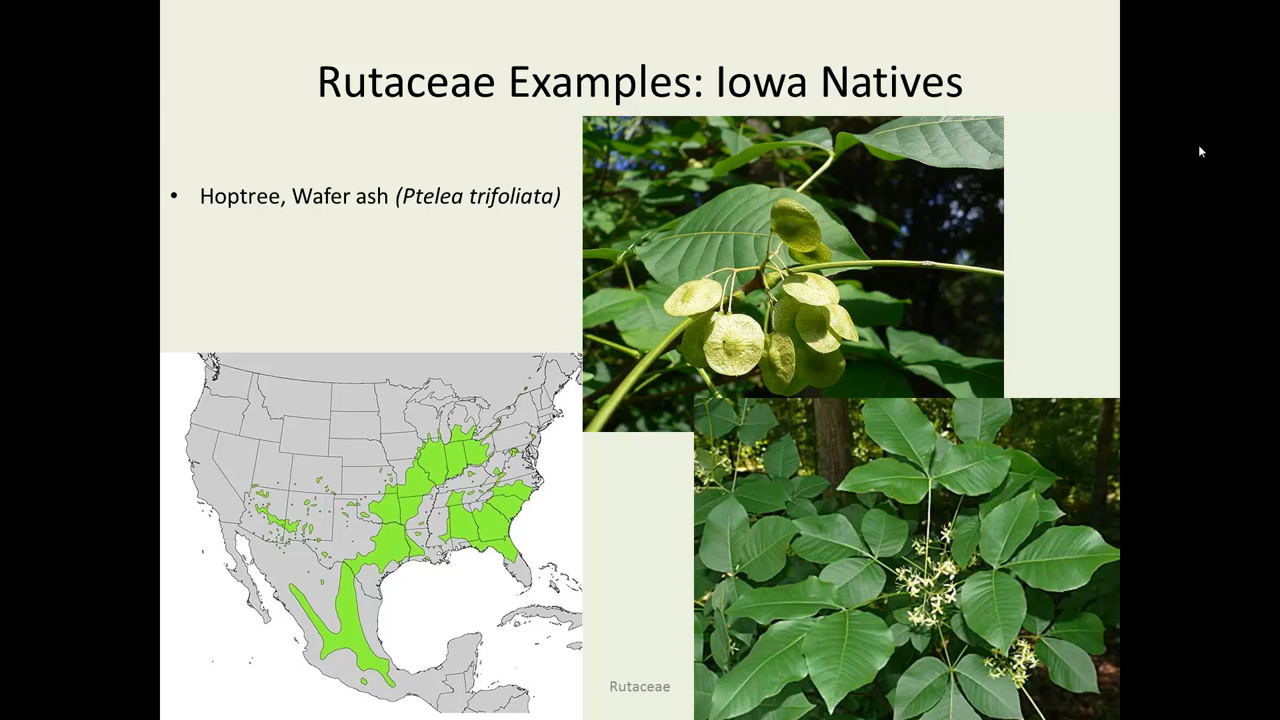 Rutaceae Examples: Iowa Natives
• Hoptree, Wafer ash (Ptelea trifoliata)
Rutaceae